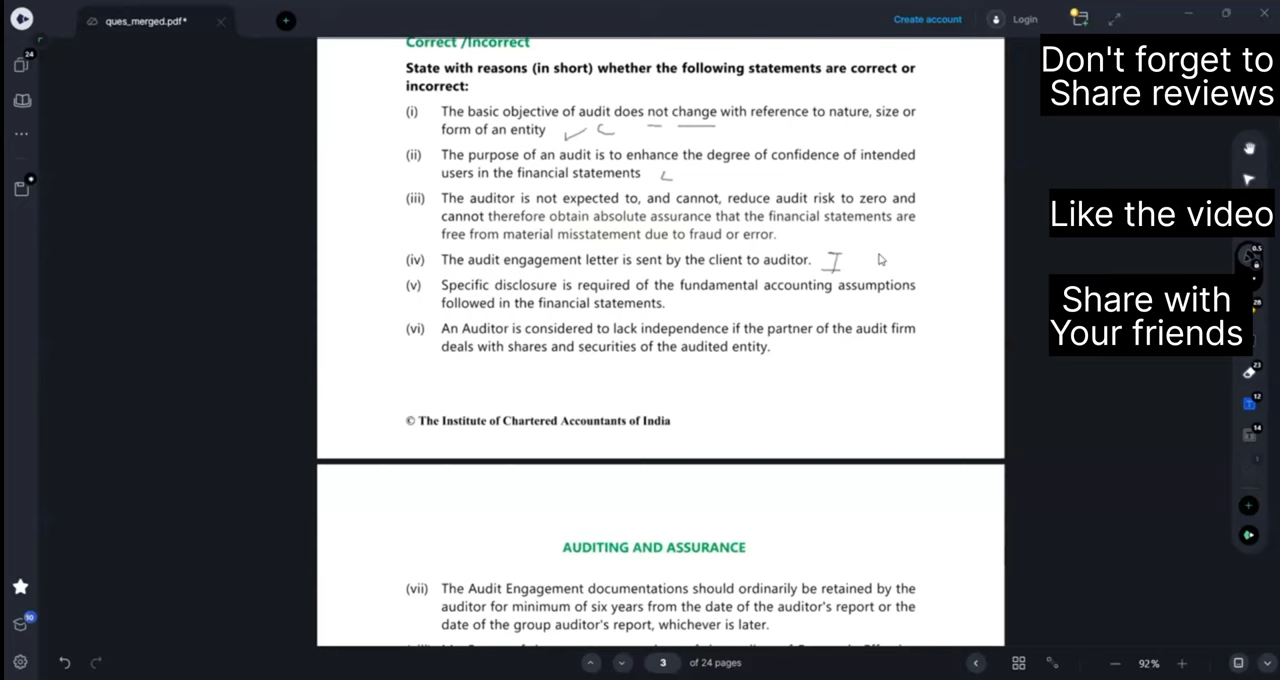 24
ques_merged.pdf*
Create account
Login
Correct /Incorrect
State with reasons (in short) whether the following statements are correct or
incorrect:
(i) The basic objective of audit does not change with reference to nature, size or
form of an entity C
(ii) The purpose of an audit is to enhance the degree of confidence of intended
users in the financial statements C
(iii) The auditor is not expected to, and cannot, reduce audit risk to zero and
cannot therefore obtain absolute assurance that the financial statements are
free from material misstatement due to fraud or error.
(iv) The audit engagement letter is sent by the client to auditor. I
(v) Specific disclosure is required of the fundamental accounting assumptions
followed in the financial statements.
(vi) An Auditor is considered to lack independence if the partner of the audit firm
deals with shares and securities of the audited entity.
© The Institute of Chartered Accountants of India
AUDITING AND ASSURANCE
(vii) The Audit Engagement documentations should ordinarily be retained by the
auditor for minimum of six years from the date of the auditor's report or the
date of the group auditor's report, whichever is later.
Don't forget to
Share reviews
Like the video
Share with
Your friends
0.5
28
23
12
14
10
3 of 24 pages
92%